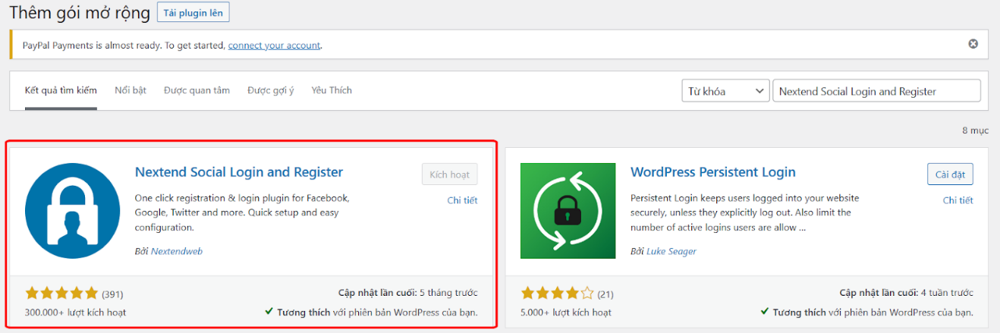 Thêm gói mở rộng Tải plugin lên
PayPal Payments is almost ready. To get started, connect your account.
Kết quả tìm kiếm Nổi bật Được quan tâm Được gợi ý Yêu Thích Từ khóa Nextend Social Login and Register
8 mục
Nextend Social Login and Register Kích hoạt
One click registration & login plugin for Facebook, Chi tiết
Google, Twitter and more. Quick setup and easy
configuration.
Bởi Nextendweb
(391) Cập nhật lần cuối: 5 tháng trước
300.000+ lượt kích hoạt Tương thích với phiên bản WordPress của bạn.
WordPress Persistent Login Cài đặt
Persistent Login keeps users logged into your website Chi tiết
securely, unless they explicitly log out. Also limit the
number of active logins users are allow ...
Bởi Luke Seager
(21) Cập nhật lần cuối: 4 tuần trước
5.000+ lượt kích hoạt Tương thích với phiên bản WordPress của bạn.